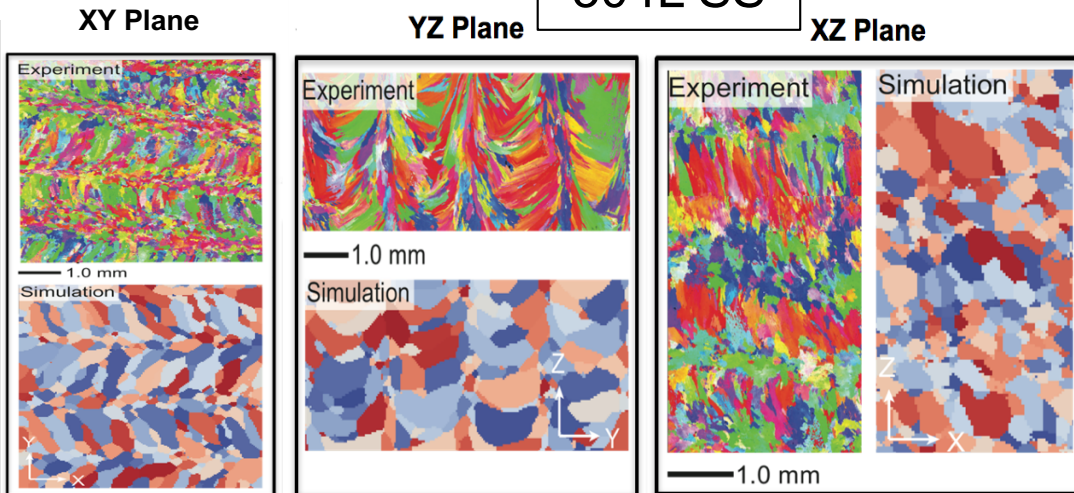 XY Plane
YZ Plane
XZ Plane
Experiment
1.0 mm
Simulation
Y
X
Experiment
1.0 mm
Simulation
Z
Y
Experiment
Simulation
Z
X
1.0 mm